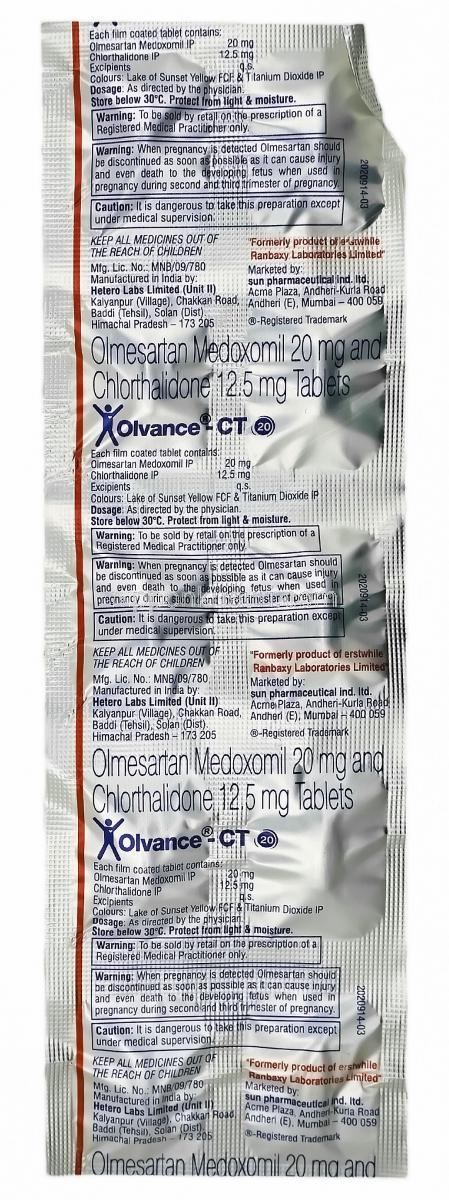 Each film coated tablet contains:
Olmesartan Medoxomil IP 20 mg
Chlorthalidone IP 12.5 mg
Excipients q.s.
Colours: Lake of Sunset Yellow FCF & Titanium Dioxide IP
Dosage: As directed by the physician.
Store below 30°C. Protect from light & moisture.
Warning: To be sold by retail on the prescription of a
Registered Medical Practitioner only.
Warning: When pregnancy is detected Olmesartan should
be discontinued as soon as possible as it can cause injury
and even death to the developing fetus when used in
pregnancy during second and third trimester of pregnancy.
Caution: It is dangerous to take this preparation except
under medical supervision.
2020914-03
KEEP ALL MEDICINES OUT OF
THE REACH OF CHILDREN
Mfg. Lic. No.: MNB/09/780
Manufactured in India by:
Hetero Labs Limited (Unit II)
Kalyanpur (Village), Chakkan Road,
Baddi (Tehsil), Solan (Dist).
Himachal Pradesh – 173 205
"Formerly product of erstwhile
Ranbaxy Laboratories Limited"
Marketed by:
sun pharmaceutical ind. ltd.
Acme Plaza, Andheri-Kurla Road
Andheri (E), Mumbai – 400 059
®-Registered Trademark
Olmesartan Medoxomil 20 mg and
Chlorthalidone 12.5 mg Tablets
Olvance®-CT 20
Each film coated tablet contains:
Olmesartan Medoxomil IP 20 mg
Chlorthalidone IP 12.5 mg
Excipients q.s.
Colours: Lake of Sunset Yellow FCF & Titanium Dioxide IP
Dosage: As directed by the physician.
Store below 30°C. Protect from light & moisture.
Warning: To be sold by retail on the prescription of a
Registered Medical Practitioner only.
Warning: When pregnancy is detected Olmesartan should
be discontinued as soon as possible as it can cause injury
and even death to the developing fetus when used in
pregnancy during second and third trimester of pregnancy.
Caution: It is dangerous to take this preparation except
under medical supervision.
2020914-03
KEEP ALL MEDICINES OUT OF
THE REACH OF CHILDREN
Mfg. Lic. No.: MNB/09/780
Manufactured in India by:
Hetero Labs Limited (Unit II)
Kalyanpur (Village), Chakkan Road,
Baddi (Tehsil), Solan (Dist).
Himachal Pradesh – 173 205
"Formerly product of erstwhile
Ranbaxy Laboratories Limited"
Marketed by:
sun pharmaceutical ind. ltd.
Acme Plaza, Andheri-Kurla Road
Andheri (E), Mumbai – 400 059
®-Registered Trademark
Olmesartan Medoxomil 20 mg and
Chlorthalidone 12.5 mg Tablets
Olvance®-CT 20
Each film coated tablet contains:
Olmesartan Medoxomil IP 20 mg
Chlorthalidone IP 12.5 mg
Excipients q.s.
Colours: Lake of Sunset Yellow FCF & Titanium Dioxide IP
Dosage: As directed by the physician.
Store below 30°C. Protect from light & moisture.
Warning: To be sold by retail on the prescription of a
Registered Medical Practitioner only.
Warning: When pregnancy is detected Olmesartan should
be discontinued as soon as possible as it can cause injury
and even death to the developing fetus when used in
pregnancy during second and third trimester of pregnancy.
Caution: It is dangerous to take this preparation except
under medical supervision.
2020914-03
KEEP ALL MEDICINES OUT OF
THE REACH OF CHILDREN
Mfg. Lic. No.: MNB/09/780
Manufactured in India by:
Hetero Labs Limited (Unit II)
Kalyanpur (Village), Chakkan Road,
Baddi (Tehsil), Solan (Dist).
Himachal Pradesh – 173 205
"Formerly product of erstwhile
Ranbaxy Laboratories Limited"
Marketed by:
sun pharmaceutical ind. ltd.
Acme Plaza, Andheri-Kurla Road
Andheri (E), Mumbai – 400 059
®-Registered Trademark
Olmesartan Medoxomil 20 mg and